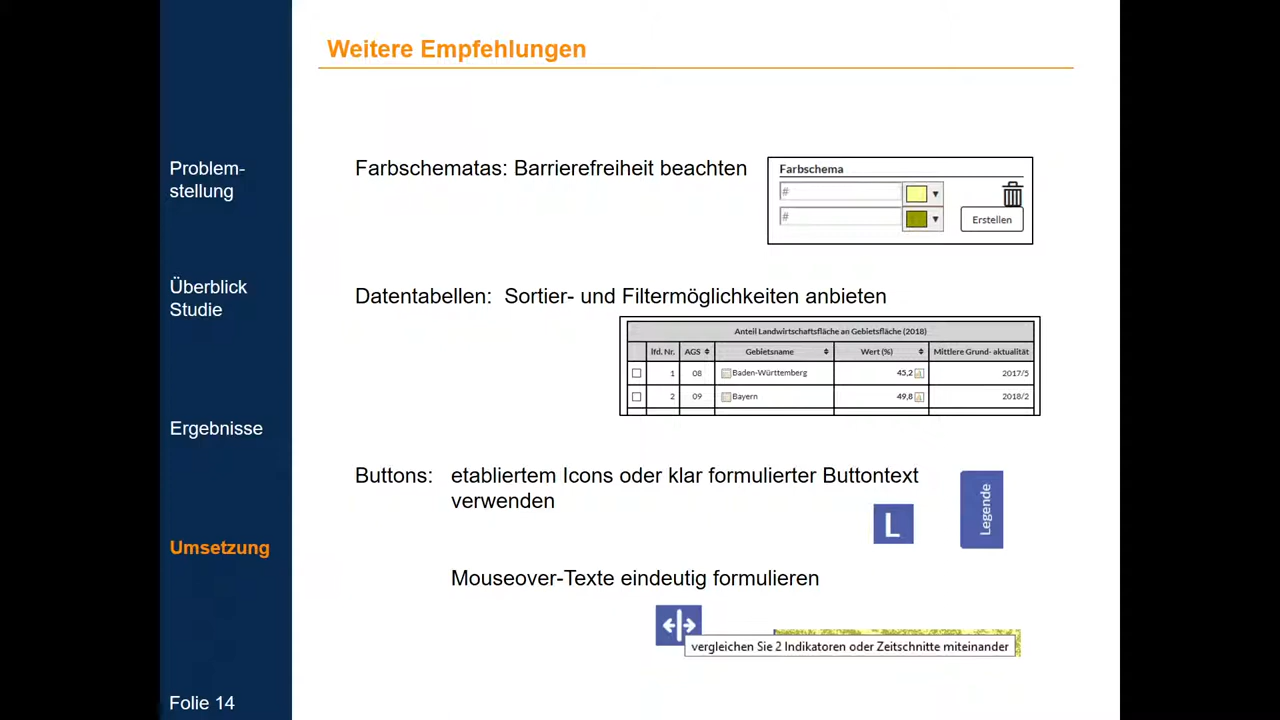 Weitere Empfehlungen
Problem-
stellung
Überblick
Studie
Ergebnisse
Umsetzung
Folie 14
Farbschematas: Barrierefreiheit beachten
Farbschema
#
#
Erstellen
Datentabellen: Sortier- und Filtermöglichkeiten anbieten
Anteil Landwirtschaftsfläche an Gebietsfläche (2018)
lfd. Nr. AGS Gebietsname Wert (%) Mittlere Grund- aktualität
1 08 Baden-Württemberg 45,2 2017/5
2 09 Bayern 49,8 2018/2
Buttons: etabliertem Icons oder klar formulierter Buttontext
verwenden
L
Legende
Mouseover-Texte eindeutig formulieren
vergleichen Sie 2 Indikatoren oder Zeitschnitte miteinander